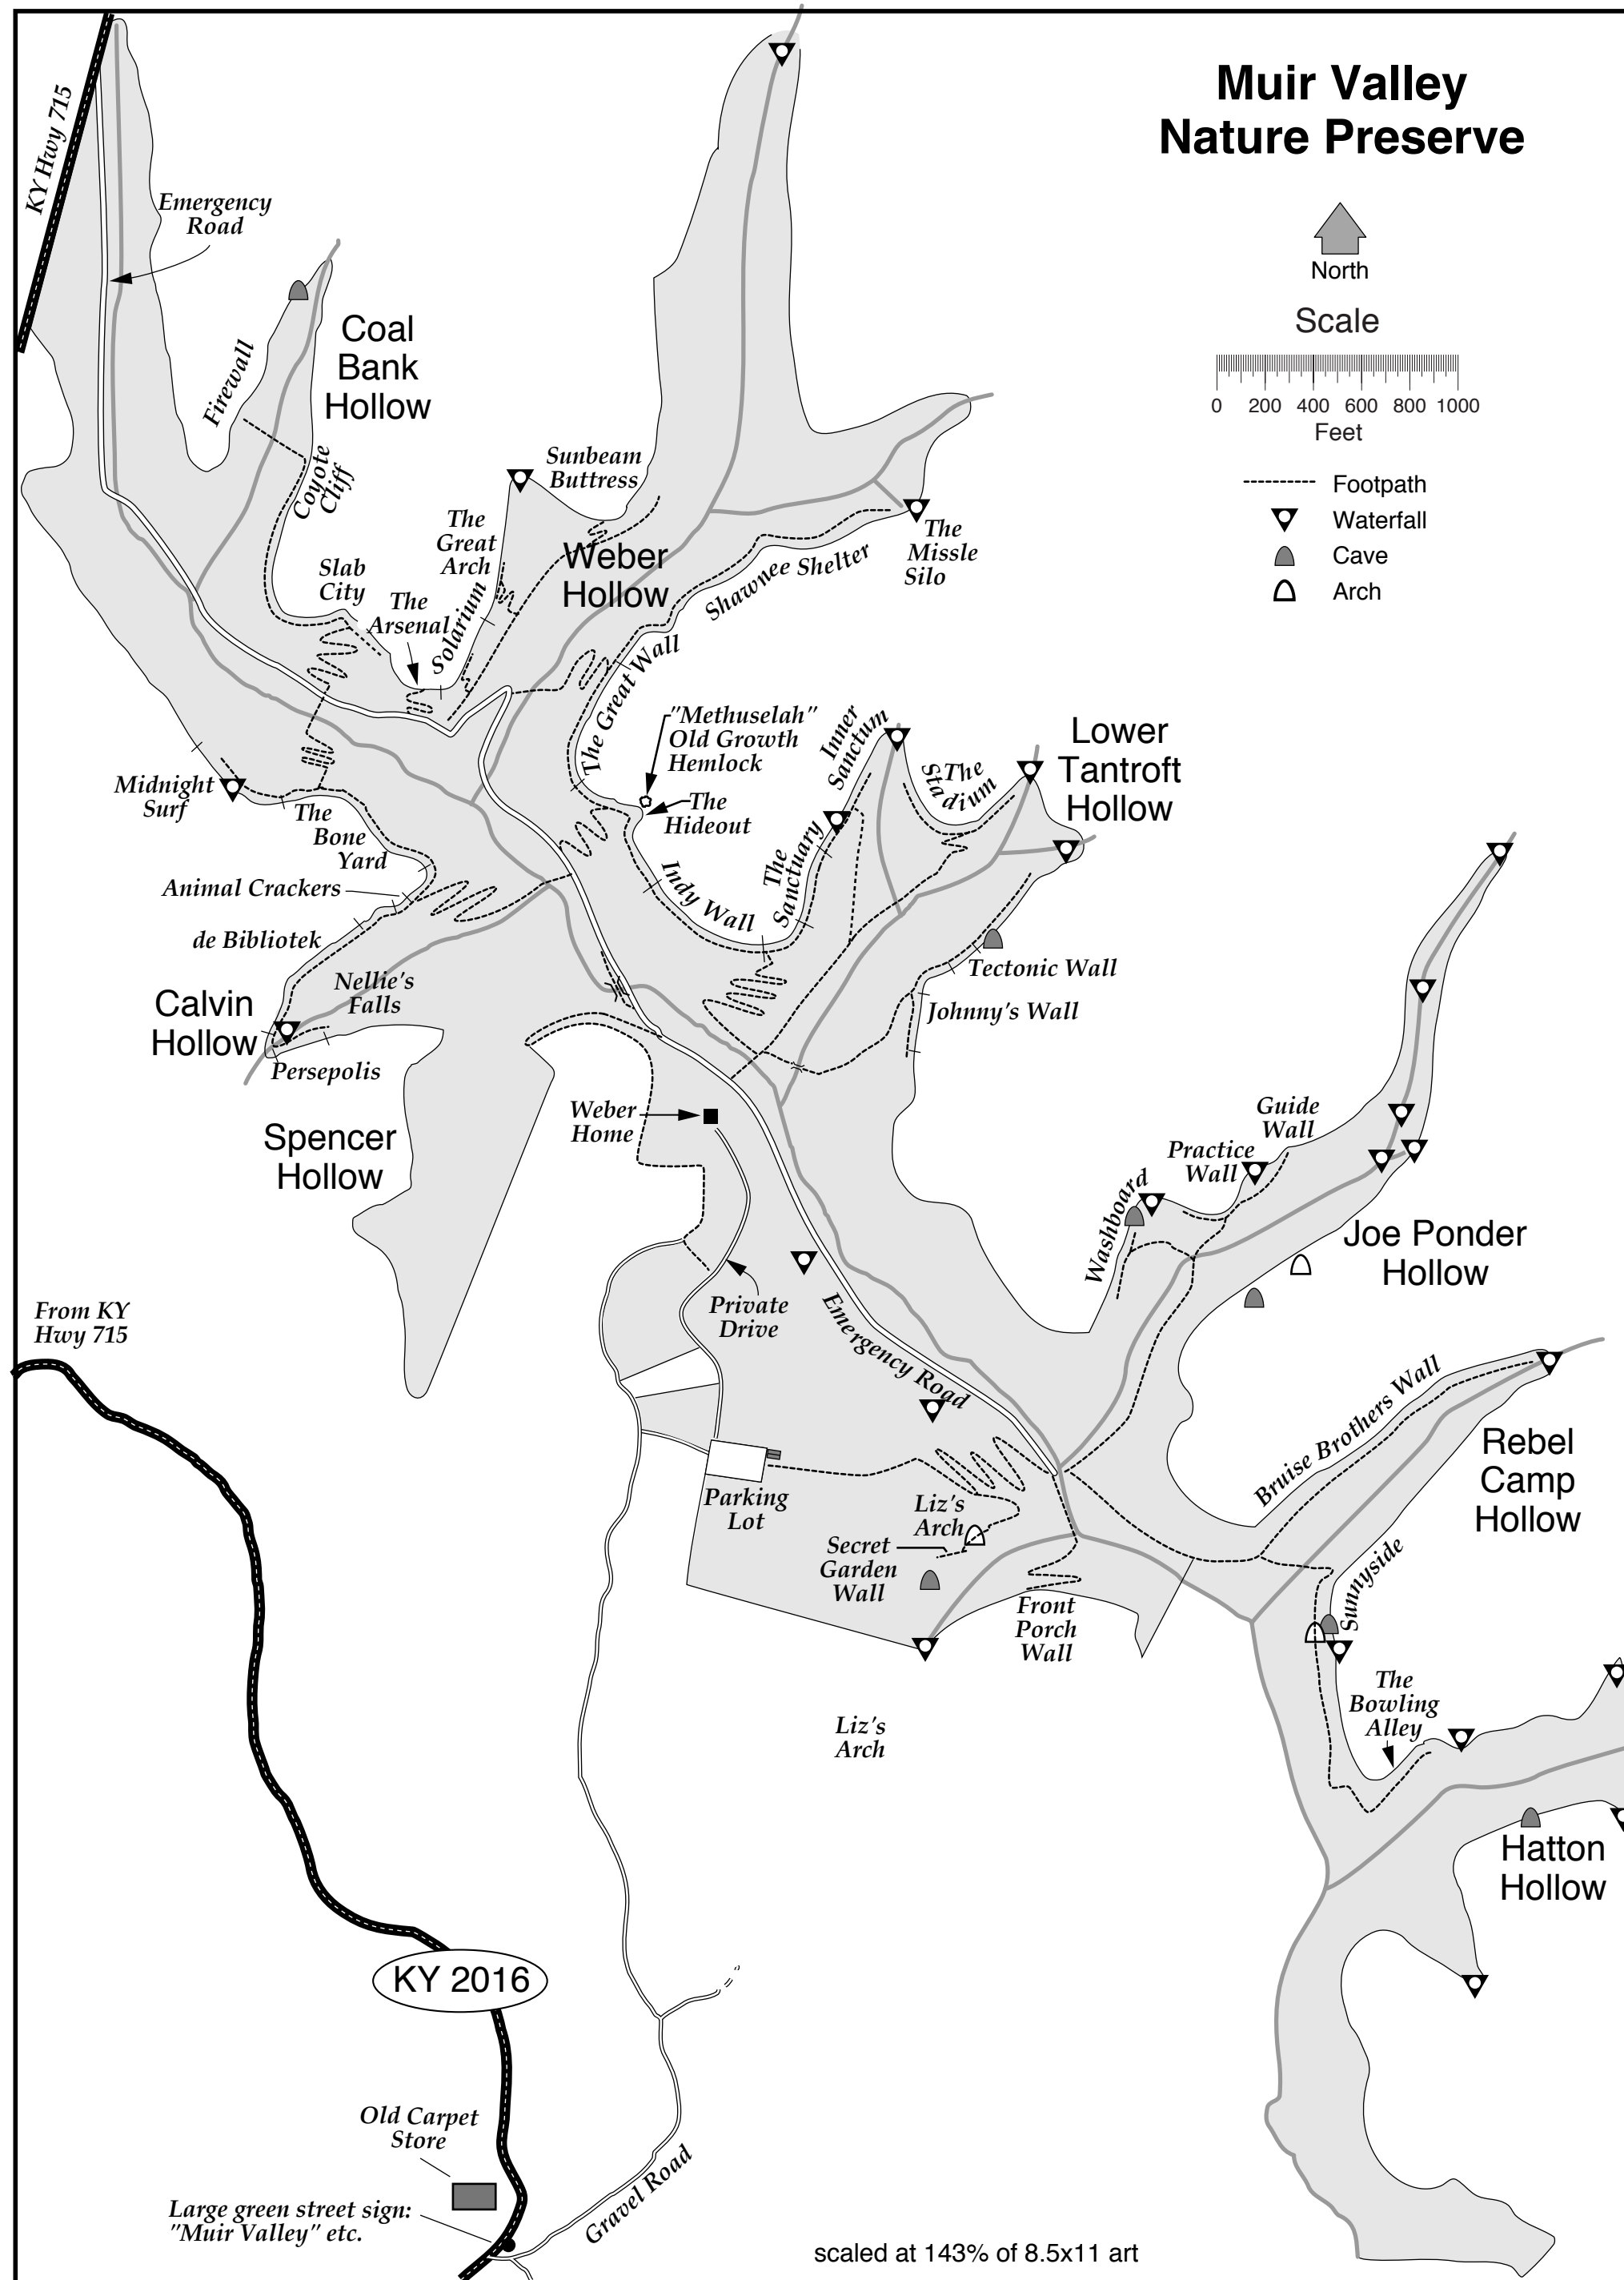 Muir Valley
Nature Preserve
North
Scale
0 200 400 600 800 1000
Feet
Footpath
Waterfall
Cave
Arch
KY Hwy 715
Emergency
Road
Firewall
Coal
Bank
Hollow
Coyote
Cliff
Slab
City
The
Arsenal
Solarium
The
Great
Arch
Sunbeam
Buttress
Weber
Hollow
The
Missle
Silo
Shawnee Shelter
The Great Wall
"Methuselah"
Old Growth
Hemlock
The
Hideout
Indy Wall
The
Sanctuary
Inner
Sanctum
The
Stadium
Lower
Tantroft
Hollow
Midnight
Surf
The
Bone
Yard
Animal Crackers
de Bibliotek
Nellie's
Falls
Calvin
Hollow
Persepolis
Tectonic Wall
Johnny's Wall
Spencer
Hollow
Weber
Home
Private
Drive
Emergency Road
Guide
Wall
Practice
Wall
Washboard
Joe Ponder
Hollow
From KY
Hwy 715
Bruise Brothers Wall
Rebel
Camp
Hollow
Parking
Lot
Liz's
Arch
Secret
Garden
Wall
Front
Porch
Wall
Sunnyside
The
Bowling
Alley
Liz's
Arch
Hatton
Hollow
KY 2016
Old Carpet
Store
Large green street sign:
"Muir Valley" etc.
Gravel Road
scaled at 143% of 8.5x11 art